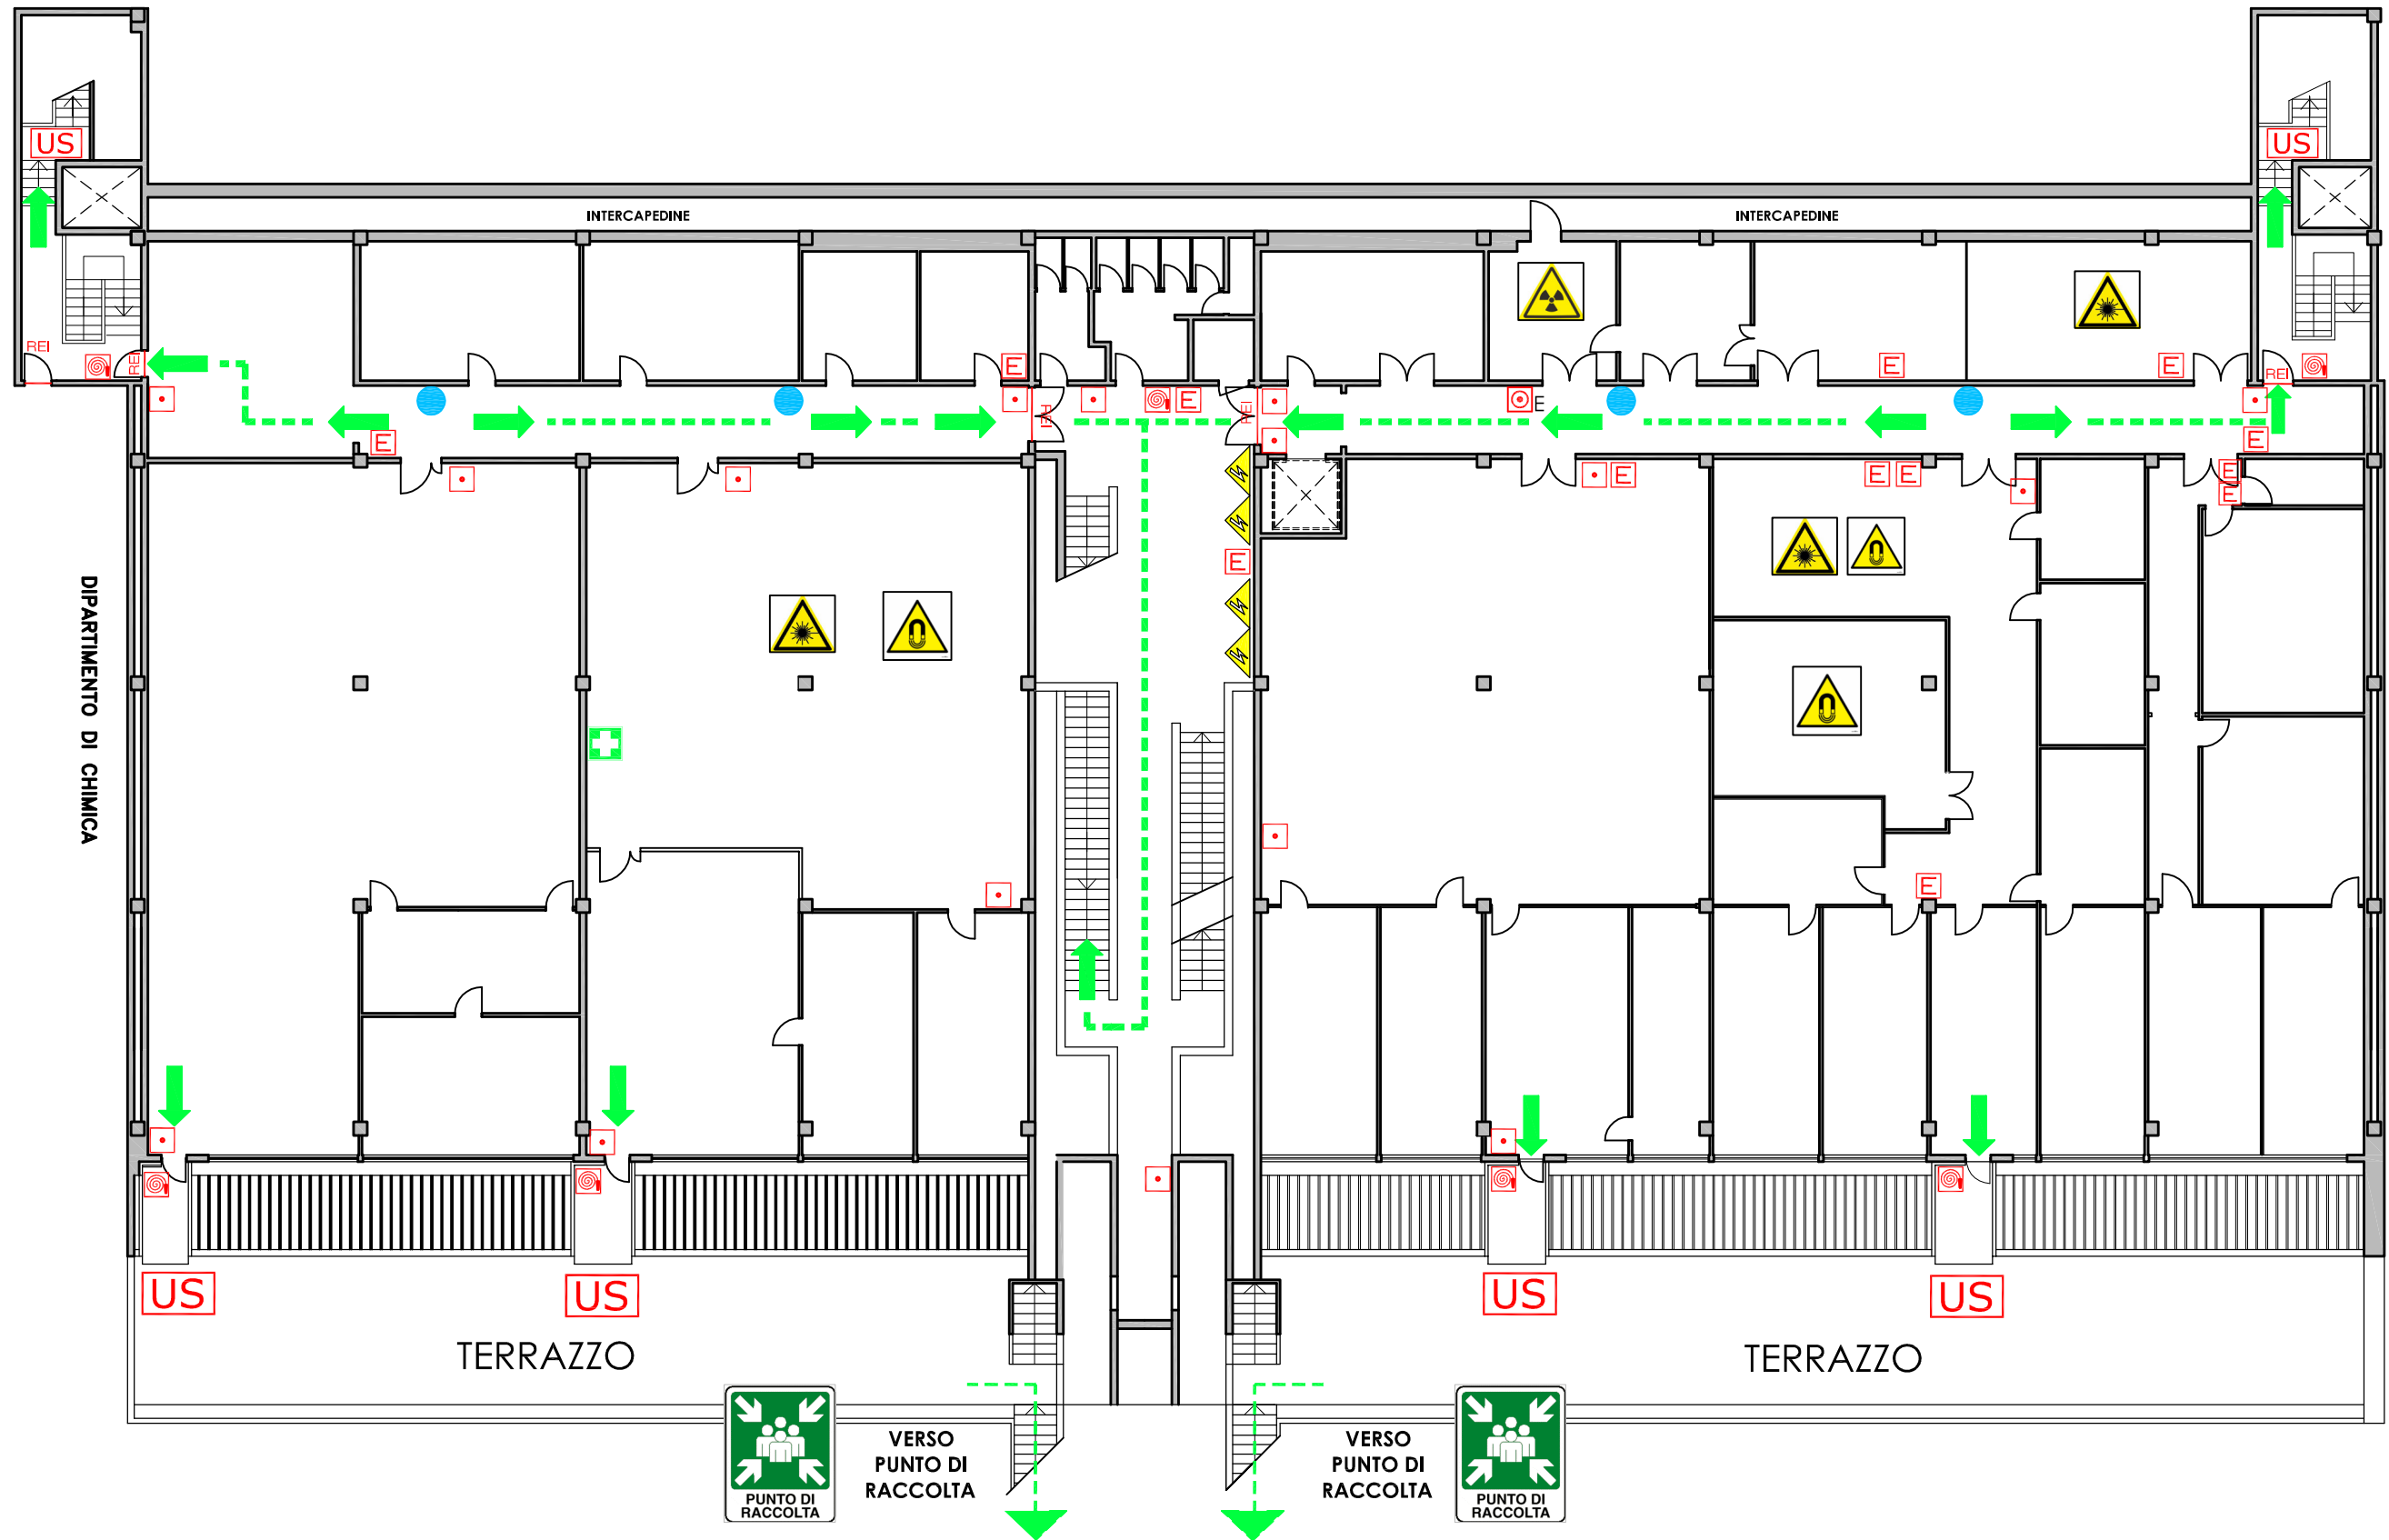 US
US
INTERCAPEDINE
INTERCAPEDINE
REI
REI
E
E
E
REI
E
REI
E
E
REI
E
E
E
E
E
E
E
E
DIPARTIMENTO DI CHIMICA
E
US
US
US
US
TERRAZZO
TERRAZZO
VERSO
PUNTO DI
RACCOLTA
VERSO
PUNTO DI
RACCOLTA
PUNTO DI
RACCOLTA
PUNTO DI
RACCOLTA